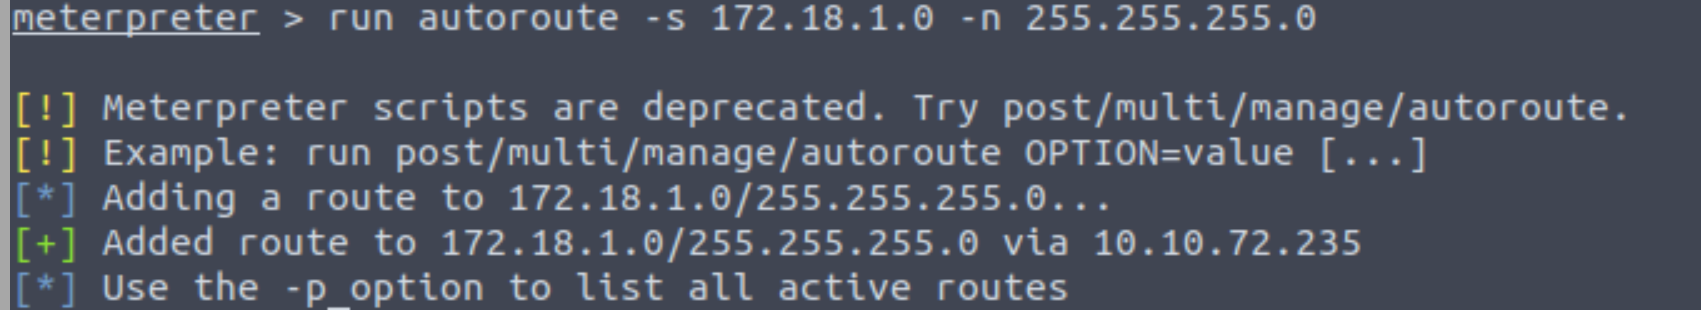 meterpreter > run autoroute -s 172.18.1.0 -n 255.255.255.0
[!] Meterpreter scripts are deprecated. Try post/multi/manage/autoroute.
[!] Example: run post/multi/manage/autoroute OPTION=value [...]
[*] Adding a route to 172.18.1.0/255.255.255.0...
[+] Added route to 172.18.1.0/255.255.255.0 via 10.10.72.235
[*] Use the -p option to list all active routes